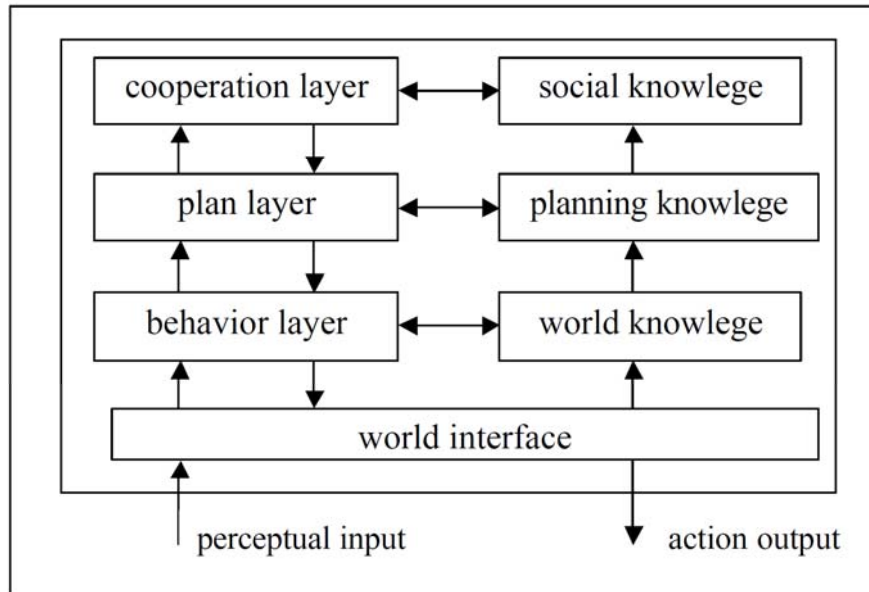 cooperation layer
social knowlege
plan layer
planning knowlege
behavior layer
world knowlege
world interface
perceptual input
action output